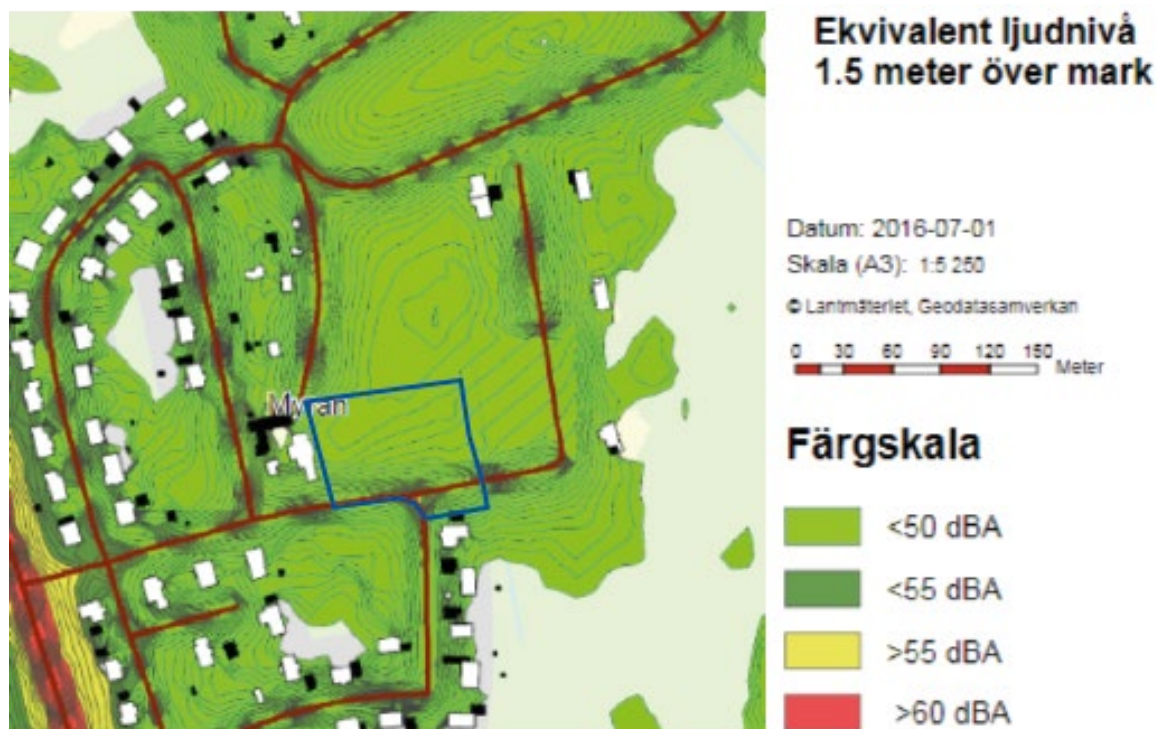 Ekvivalent ljudnivå
1.5 meter över mark
Datum: 2016-07-01
Skala (A3): 1:5 250
© Lantmäteriet, Geodatasamverkan
0 30 60 90 120 150
Meter
Myran
Färgskala
<50 dBA
<55 dBA
>55 dBA
>60 dBA